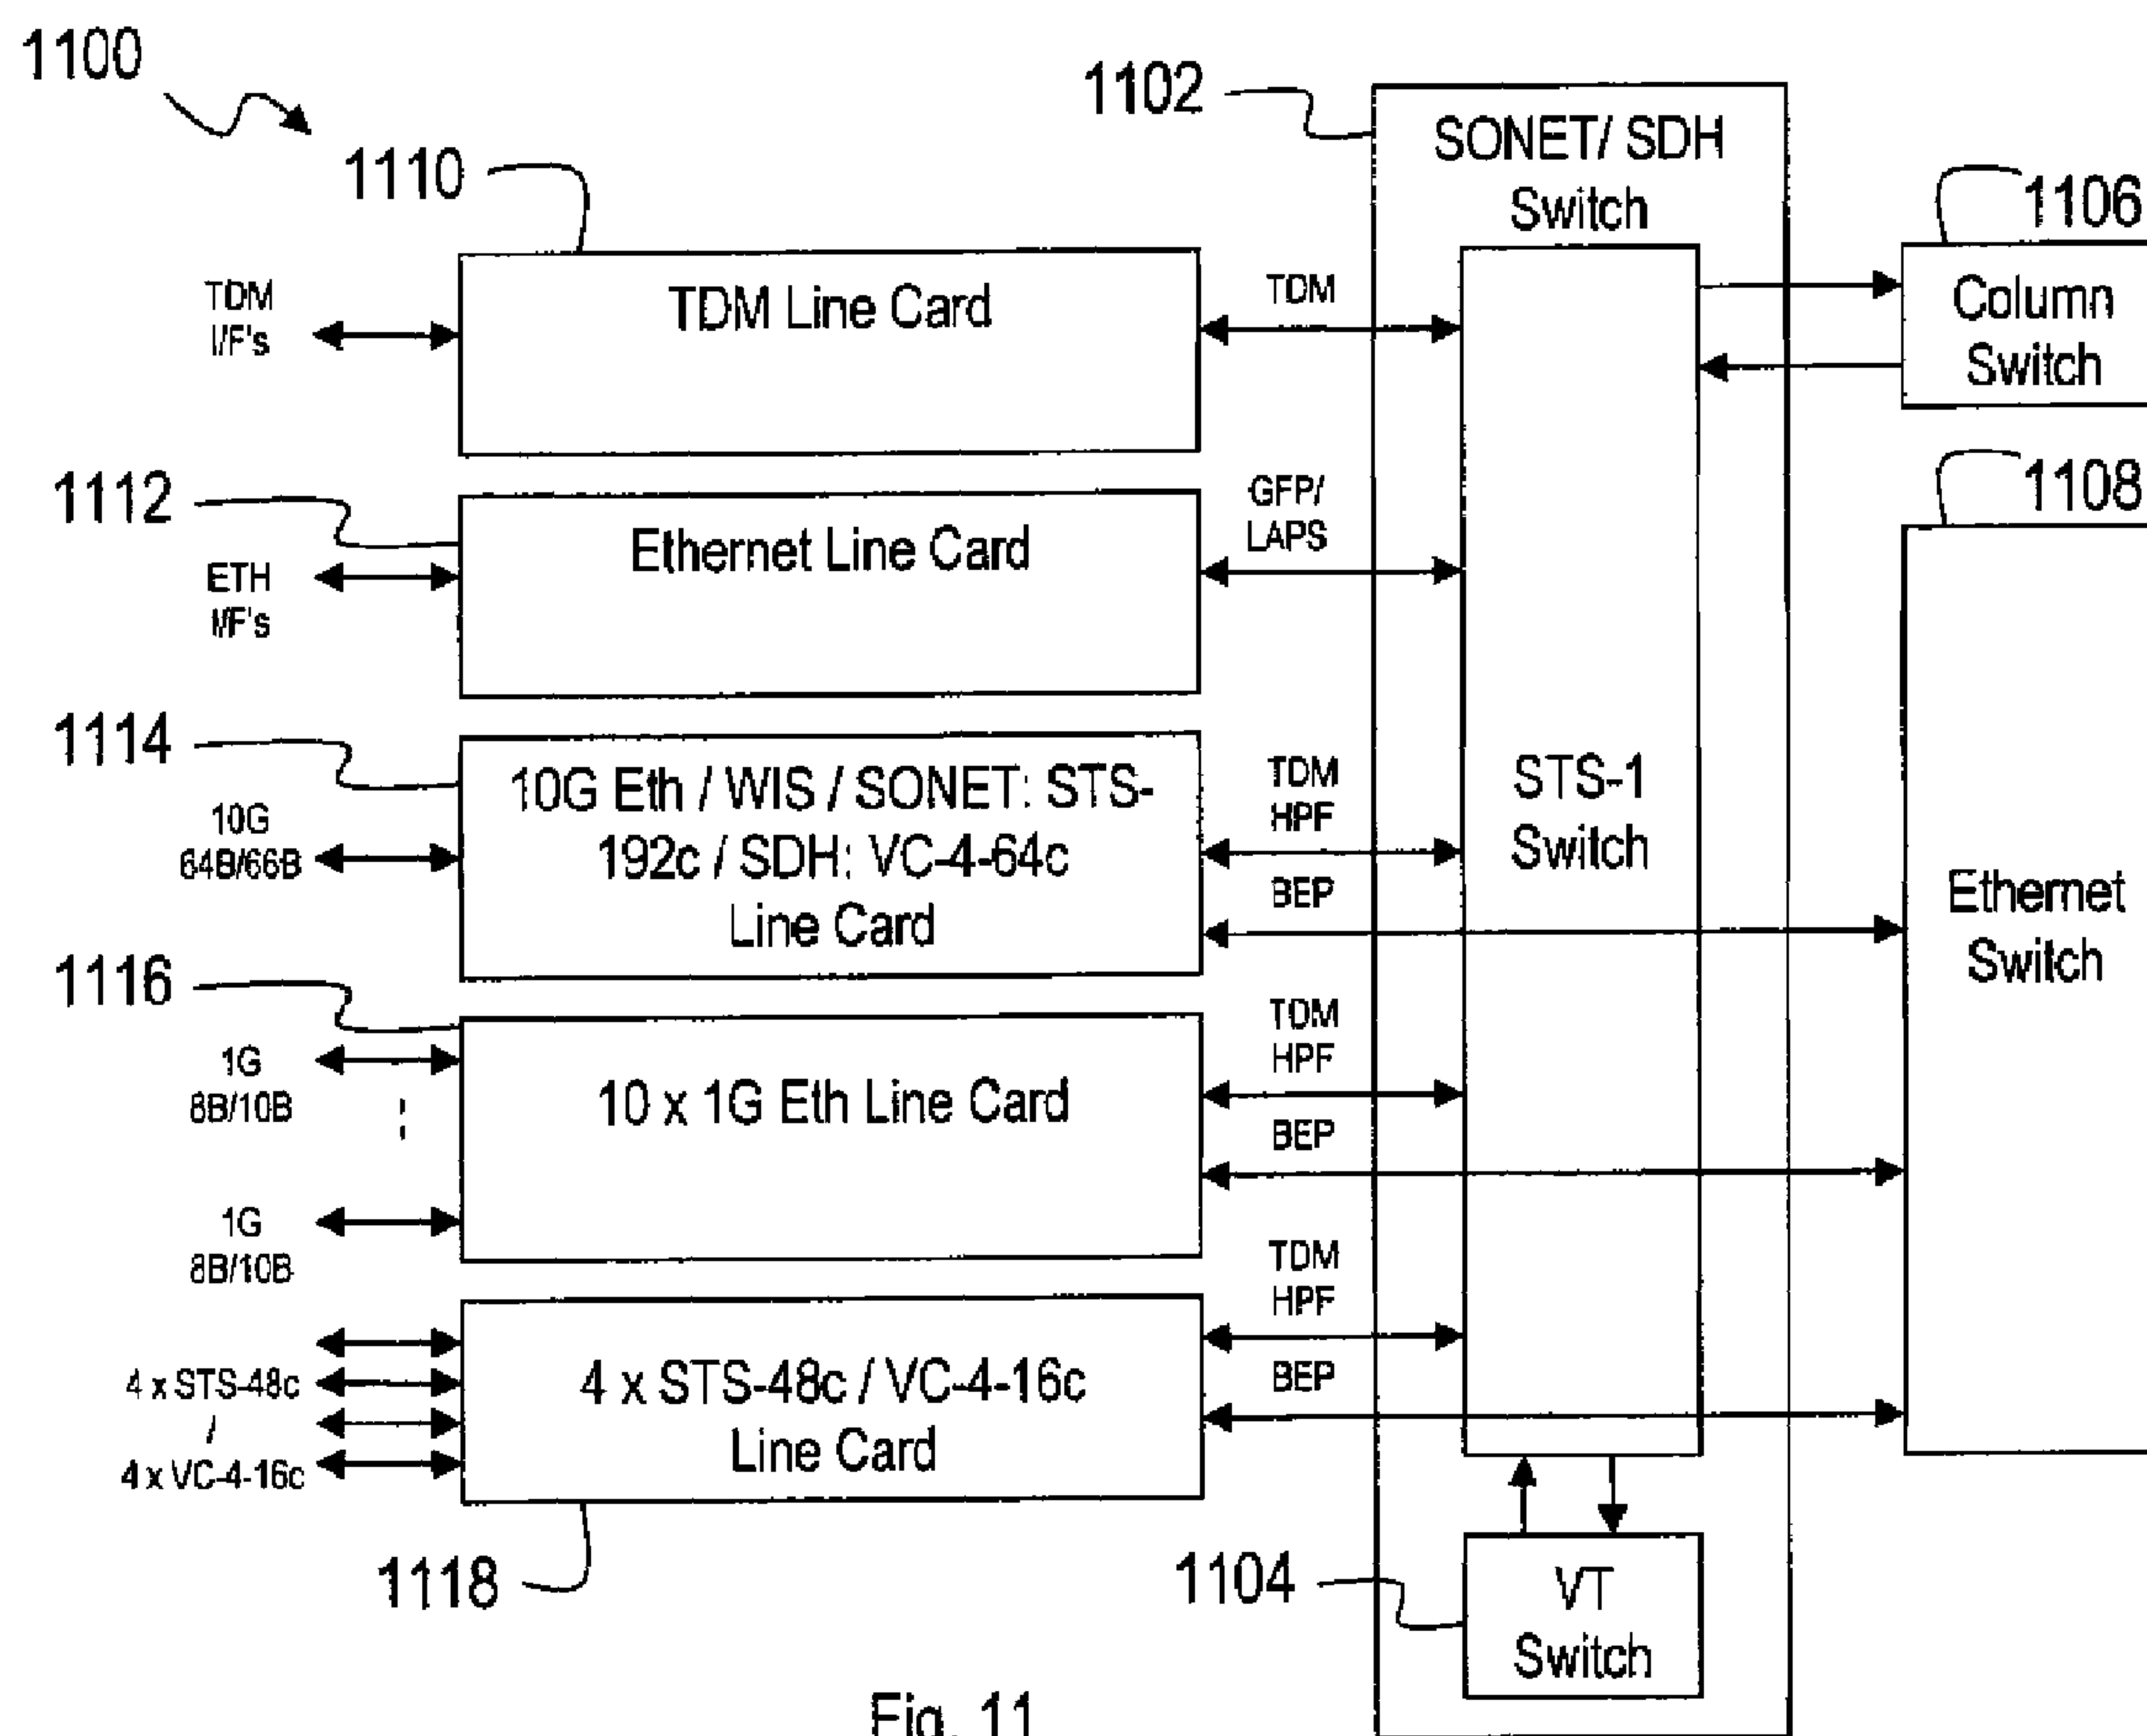 1100
1102
SONET/ SDH
Switch
1110
1106
TDM
I/F's
TDM Line Card
TDM
Column
Switch
1112
ETH
I/F's
Ethernet Line Card
GFP/
LAPS
1108
1114
10G
64B/66B
10G Eth / WIS / SONET: STS-
192c / SDH: VC-4-64c
Line Card
TDM
HPF
BEP
STS-1
Switch
Ethernet
Switch
1116
1G
8B/10B
1G
8B/10B
10 x 1G Eth Line Card
TDM
HPF
BEP
4 x STS-48c
/
4 x VC-4-16c
4 x STS-48c / VC-4-16c
Line Card
TDM
HPF
BEP
1118
1104
VT
Switch
Fig. 11